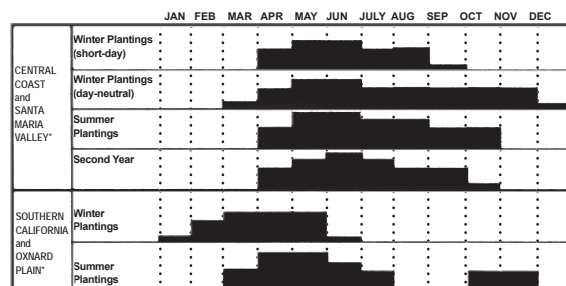 JAN FEB MAR APR MAY JUN JULY AUG SEP OCT NOV DEC
CENTRAL
COAST
and
SANTA
MARIA
VALLEY*
Winter Plantings
(short-day)
Winter Plantings
(day-neutral)
Summer
Plantings
Second Year
SOUTHERN
CALIFORNIA
and
OXNARD
PLAIN*
Winter
Plantings
Summer
Plantings